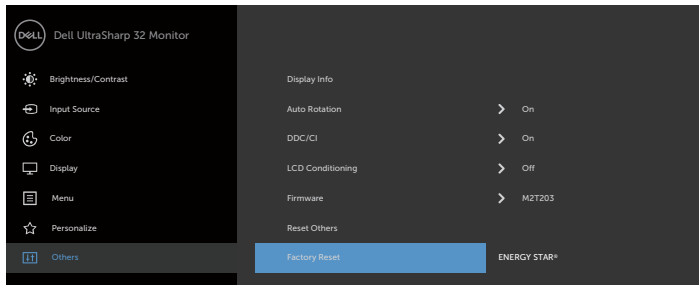 DELL Dell UltraSharp 32 Monitor
Brightness/Contrast Display Info
Input Source Auto Rotation On
Color DDC/CI On
Display LCD Conditioning Off
Menu Firmware M2T203
Personalize Reset Others
Others Factory Reset ENERGY STAR®